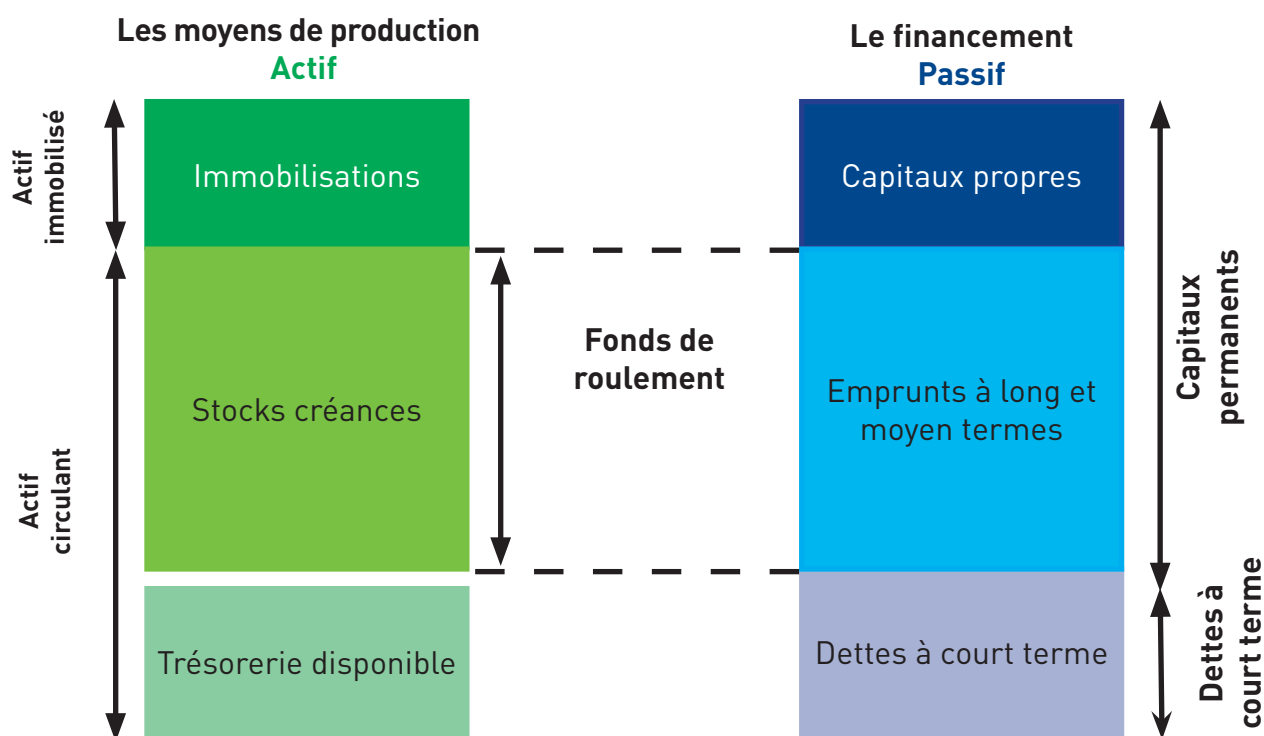 Les moyens de production
Actif
Le financement
Passif
Actif
immobilisé
Immobilisations
Capitaux propres
Capitaux
permanents
Fonds de
roulement
Stocks créances
Emprunts à long et
moyen termes
Actif
circulant
Trésorerie disponible
Dettes à court terme
Dettes à
court terme